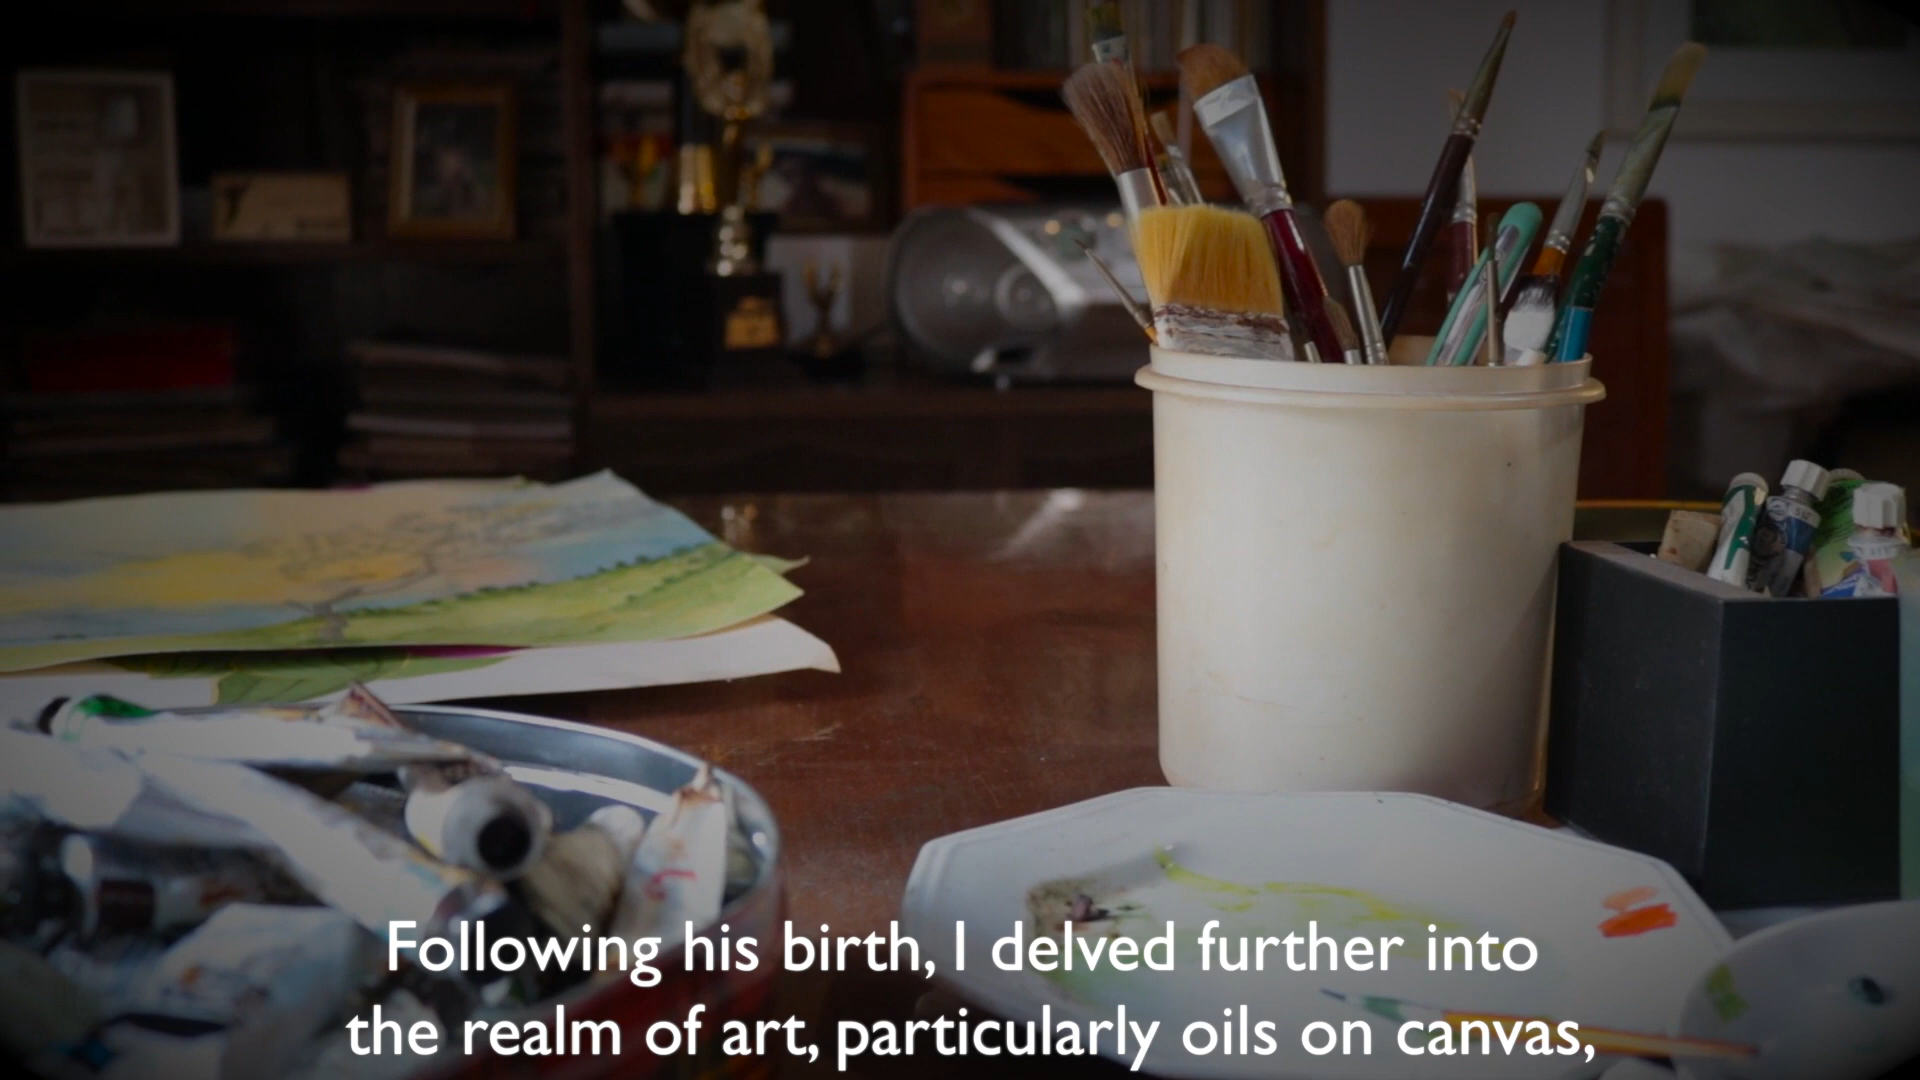 Following his birth, I delved further into
the realm of art, particularly oils on canvas,